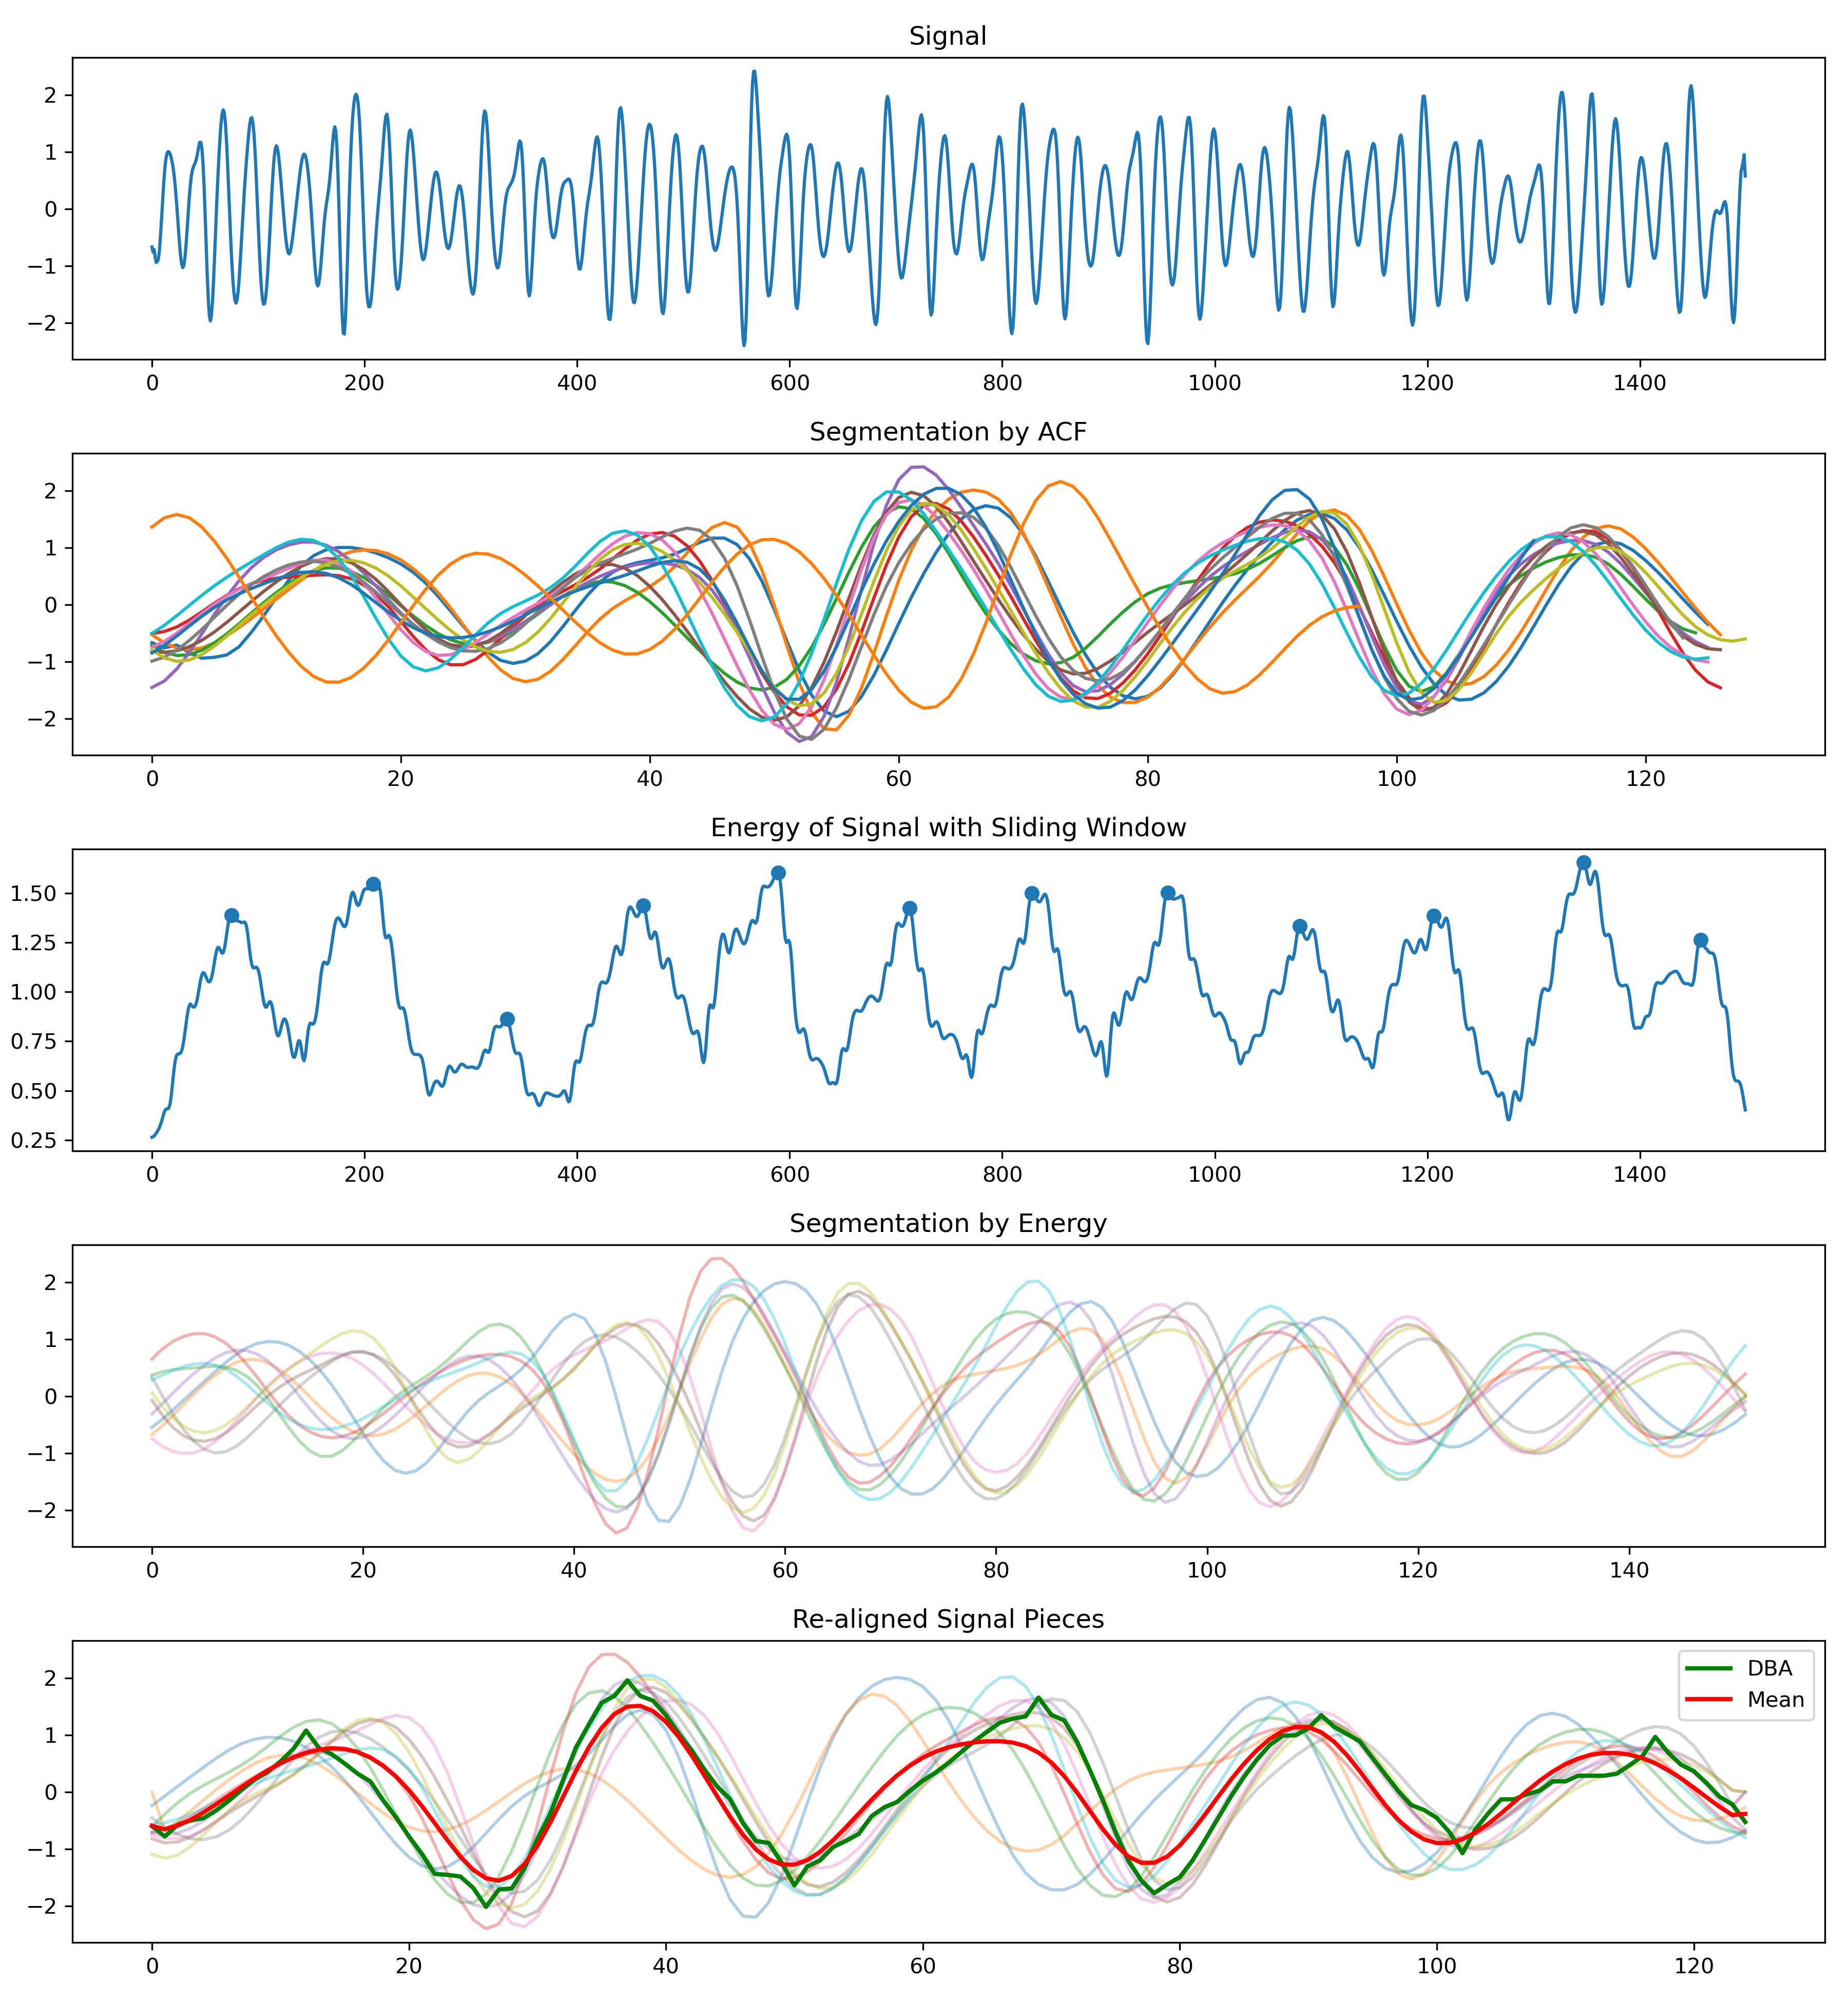 Signal
2
1
0
−1
−2
0 200 400 600 800 1000 1200 1400
Segmentation by ACF
2
1
0
−1
−2
0 20 40 60 80 100 120
Energy of Signal with Sliding Window
1.50
1.25
1.00
0.75
0.50
0.25
0 200 400 600 800 1000 1200 1400
Segmentation by Energy
2
1
0
−1
−2
0 20 40 60 80 100 120 140
Re-aligned Signal Pieces
DBA
Mean
2
1
0
−1
−2
0 20 40 60 80 100 120